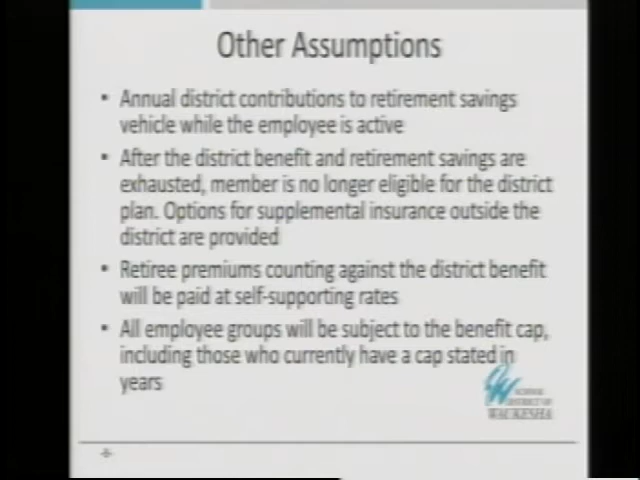 Other Assumptions
• Annual district contributions to retirement savings
vehicle while the employee is active
• After the district benefit and retirement savings are
exhausted, member is no longer eligible for the district
plan. Options for supplemental insurance outside the
district are provided
• Retiree premiums counting against the district benefit
will be paid at self-supporting rates
• All employee groups will be subject to the benefit cap,
including those who currently have a cap stated in
years
SCHOOL
DISTRICT OF
WAUKESHA